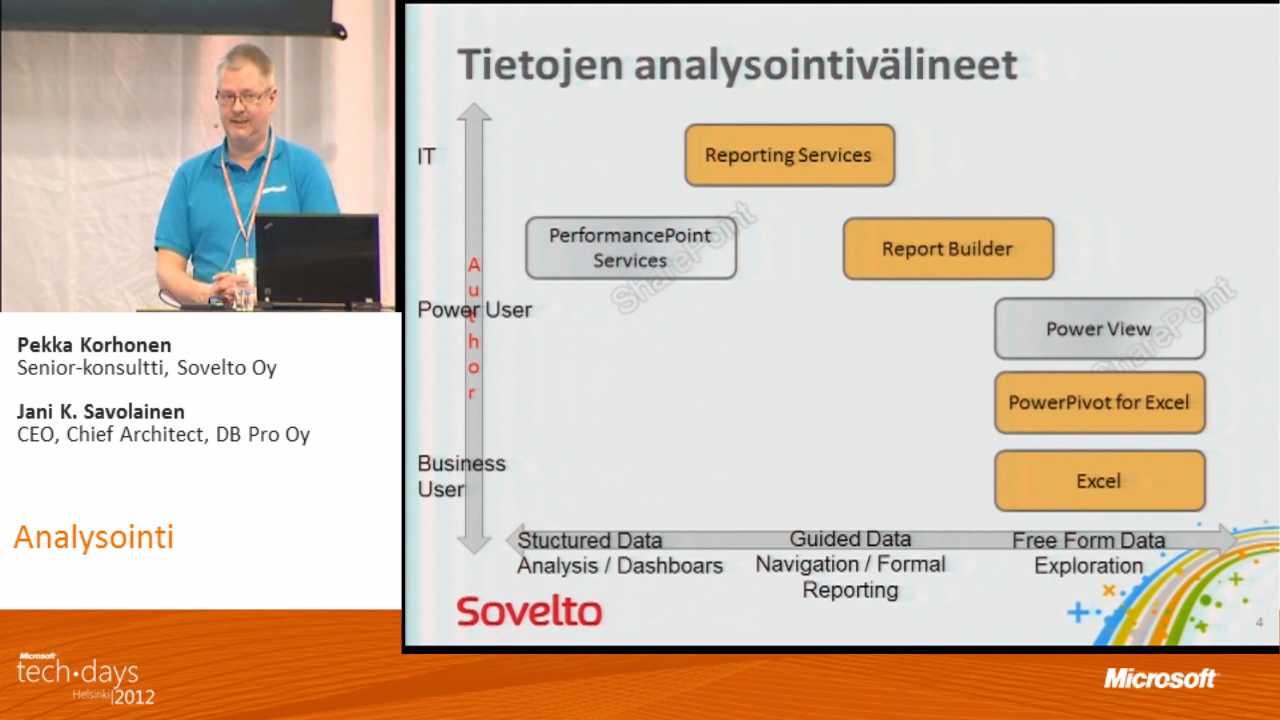 Tietojen analysointivälineet
IT
Reporting Services
PerformancePoint
Services
SharePoint
Report Builder
Author
Power User
Power View
SharePoint
PowerPivot for Excel
Business
User
Excel
Stuctured Data
Analysis / Dashboars
Guided Data
Navigation / Formal
Reporting
Free Form Data
Exploration
Sovelto
4
Pekka Korhonen
Senior-konsultti, Sovelto Oy
Jani K. Savolainen
CEO, Chief Architect, DB Pro Oy
Analysointi
Microsoft
tech·days
Helsinki|2012
Microsoft